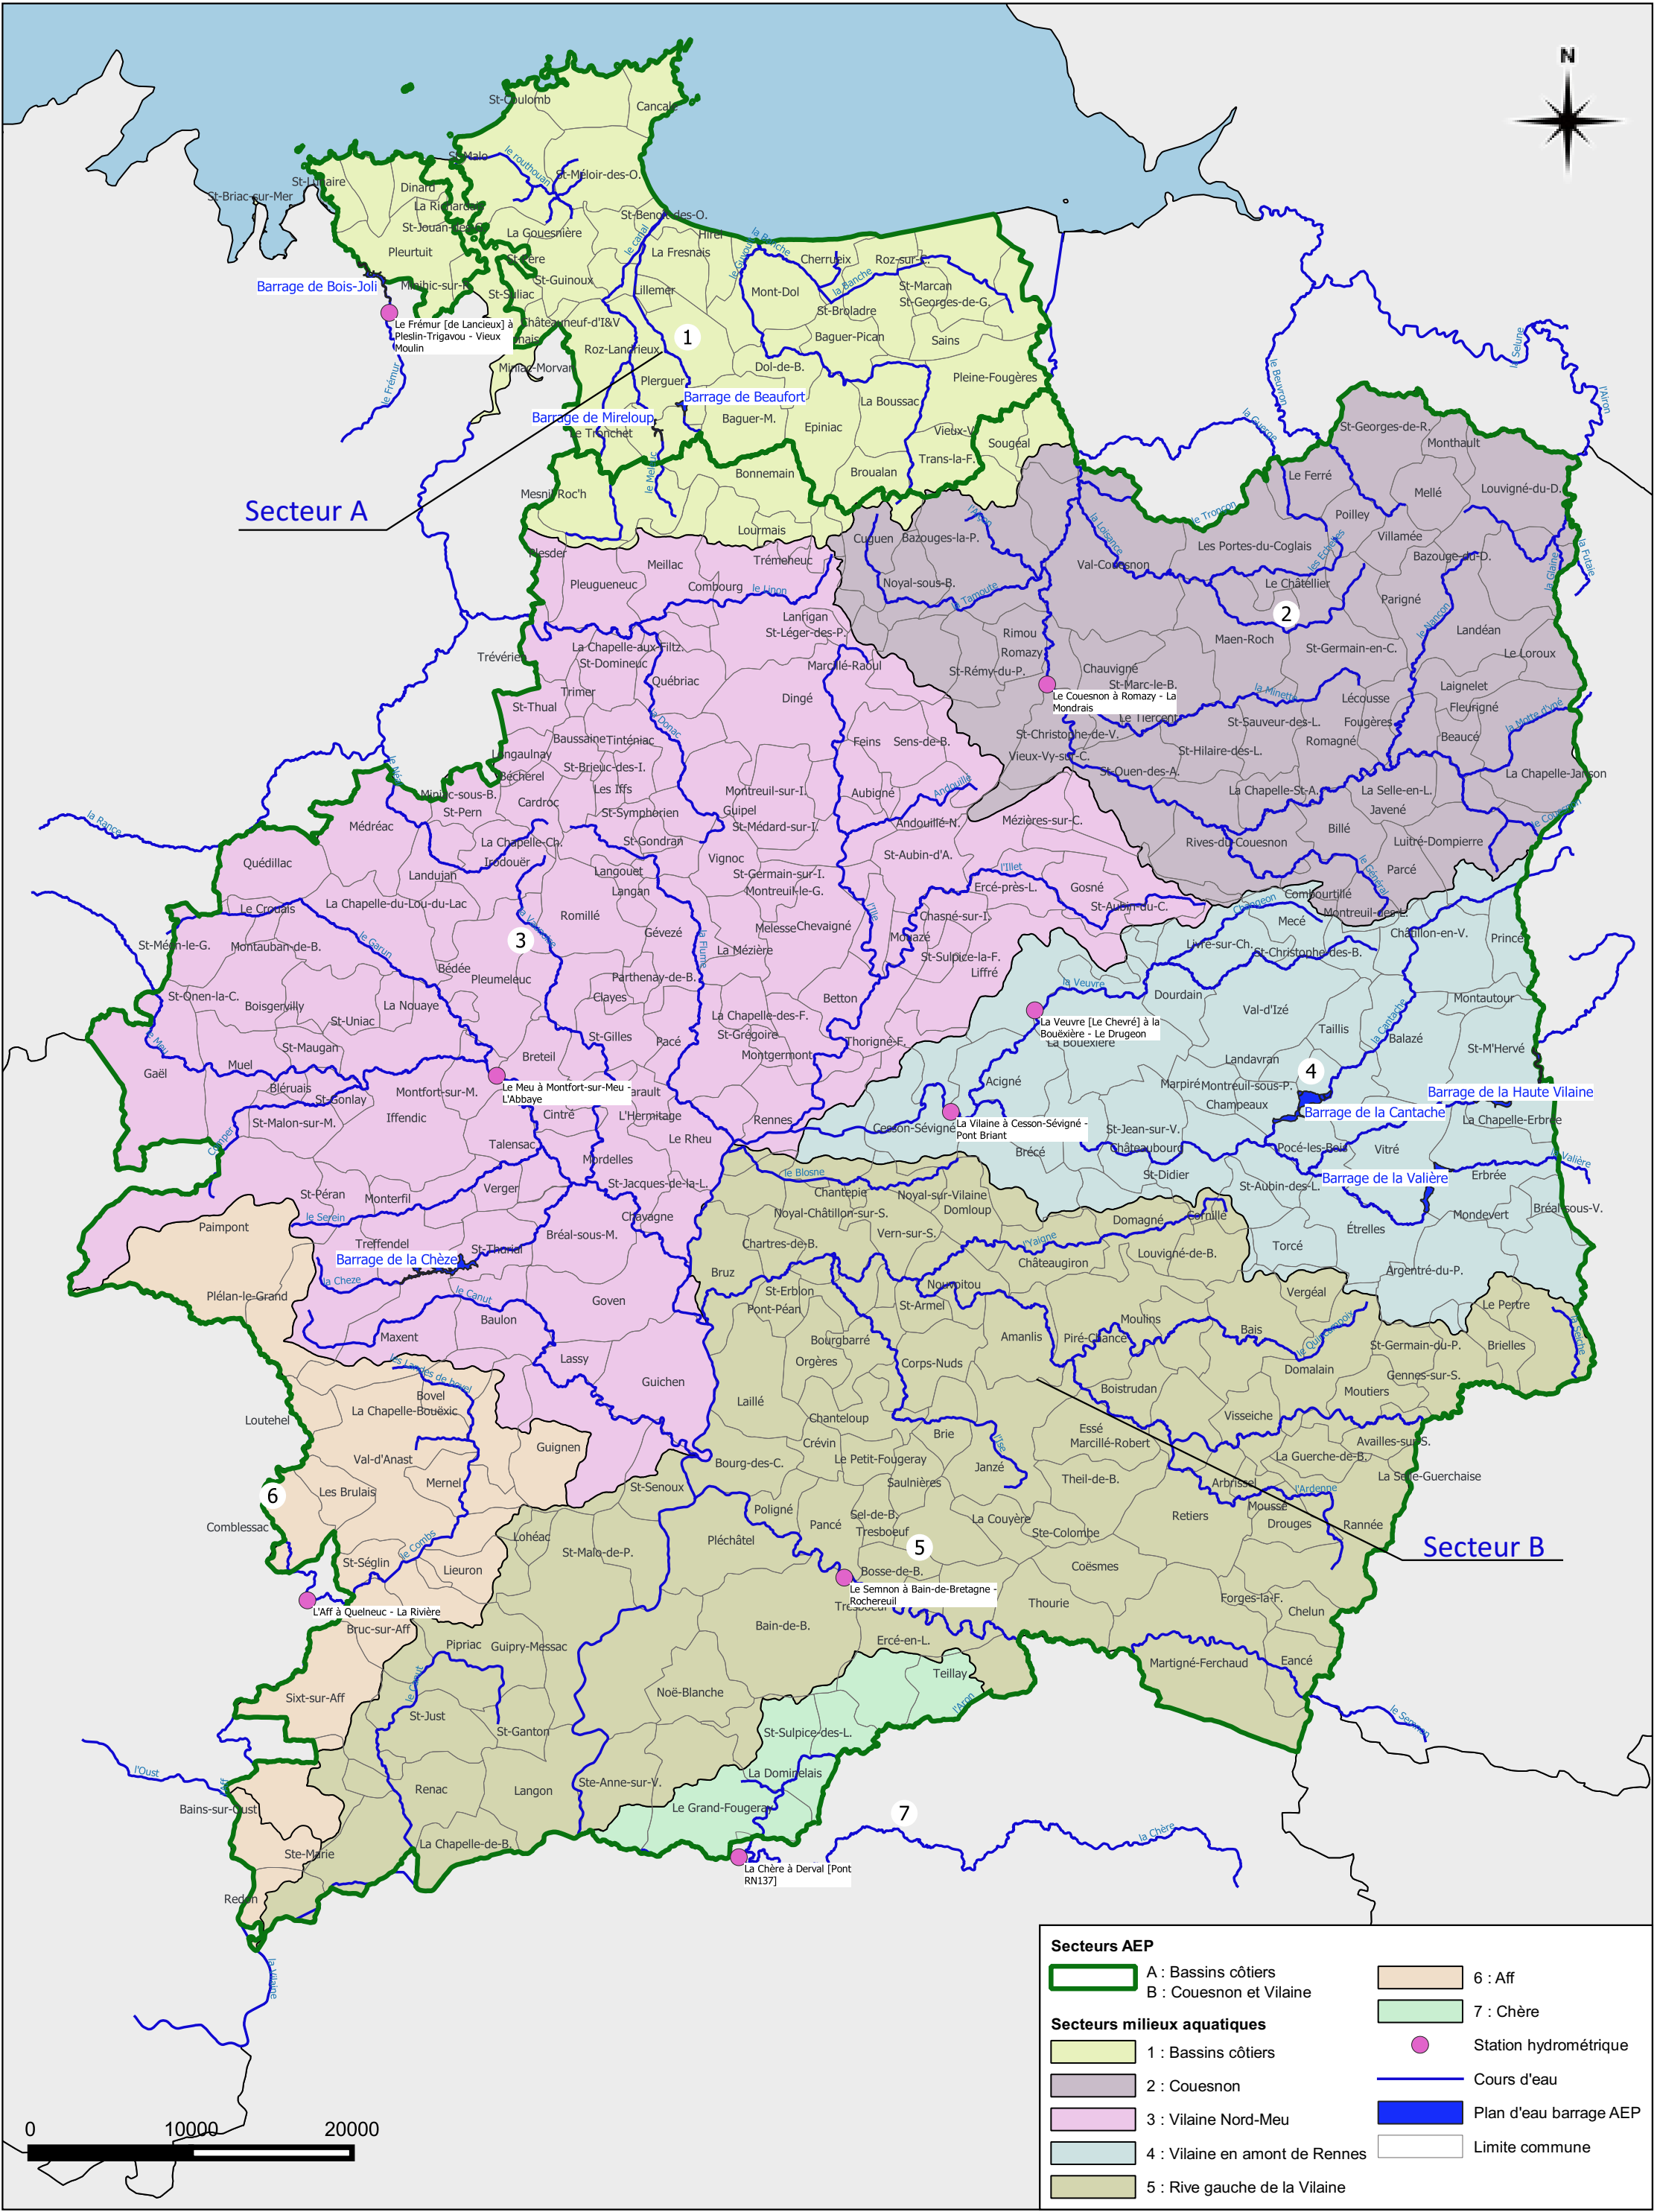 N
St-Coulomb
Cancale
St-Malo
le routhouan
St-Méloir-des-O.
St-Lunaire
St-Briac-sur-Mer
Dinard
La Richardais
St-Benoît-des-O.
La Gouesnière
Hirel
le canal
La Fresnais
la Banche
Cherrueix
Roz-sur-C.
le Guyoult
la Banche
Pleurtuit
St-Père
St-Guinoux
Barrage de Bois-Joli
St-Suliac
Lillemer
Mont-Dol
St-Marcan
St-Georges-de-G.
St-Broladre
Le Frémur [de Lancieux] à
Pleslin-Trigavou - Vieux
Moulin
Châteauneuf-d'I&V
Baguer-Pican
Sains
1
Roz-Landrieux
le Frémur
Miniac-Morvan
Dol-de-B.
Plerguer
Pleine-Fougères
Barrage de Beaufort
La Boussac
Barrage de Mireloup
Baguer-M.
Epiniac
Le Tronchet
Vieux-V.
Sougéal
Trans-la-F.
Bonnemain
Broualan
Mesnil-Roc'h
Secteur A
Lourmais
le Beuvron
la Selune
l'Airon
la Guerge
St-Georges-de-R.
Monthault
Le Ferré
Mellé
Louvigné-du-D.
le Tronçon
Poilley
Villamée
Bazouge-du-D.
Cuguen
Bazouges-la-P.
la Loisance
Les Portes-du-Coglais
Val-Couesnon
la Glaine
la Futaie
Le Châtellier
Parigné
Noyal-sous-B.
la Tamoute
2
le Nançon
Landéan
Rimou
Romazy
Maen-Roch
St-Germain-en-C.
Le Loroux
St-Rémy-du-P.
Chauvigné
St-Marc-le-B.
Le Couesnon à Romazy - La
Mondrais
la Minette
Lécousse
Laignelet
Fleurigné
Le Tiercent
St-Sauveur-des-L.
Fougères
la Motte d'yné
St-Christophe-de-V.
Romagné
Beaucé
Vieux-Vy-sur-C.
St-Hilaire-des-L.
St-Ouen-des-A.
La Chapelle-Janson
La Chapelle-St-A.
La Selle-en-L.
Javené
Billé
Rives-du-Couesnon
Luitré-Dompierre
Parcé
Plesder
Meillac
Trémeheuc
Pleugueneuc
Combourg
le Linon
Lanrigan
St-Léger-des-P.
La Chapelle-aux-Filtz.
St-Domineuc
Marcillé-Raoul
Trévérien
Québriac
Trimer
Dingé
St-Thual
la Donac
Baussaine
Tinténiac
Feins
Sens-de-B.
Longaulnay
St-Brieuc-des-I.
Bécherel
Les Iffs
Montreuil-sur-I.
Aubigné
Andouillé
Miniac-sous-B.
Cardroc
St-Pern
St-Symphorien
Guipel
St-Médard-sur-I.
Andouillé-N.
Mézières-sur-C.
la Rance
Médréac
La Chapelle-Ch.
St-Gondran
Irodouër
Quédillac
Landujan
Langouet
Vignoc
St-Aubin-d'A.
l'Illet
St-Germain-sur-I.
Langan
Montreuil-le-G.
Ercé-près-L.
Gosné
Le Crouais
La Chapelle-du-Lou-du-Lac
Romillé
l'Ille
Chasné-sur-I.
St-Aubin-du-C.
Melesse
Chevaigné
St-Méen-le-G.
Montauban-de-B.
le Garun
3
Gévezé
la Flume
La Mézière
Mouazé
St-Sulpice-la-F.
Liffré
Bédée
Pleumeleuc
Parthenay-de-B.
St-Onen-la-C.
Boisgervilly
La Nouaye
Clayes
Betton
St-Uniac
La Chapelle-des-F.
St-Grégoire
le Meu
St-Gilles
Pacé
Thorigné-F.
St-Maugan
Breteil
Montgermont
Gaël
Muel
Le Meu à Montfort-sur-Meu -
L'Abbaye
Bléruais
St-Gonlay
Montfort-sur-M.
Iffendic
Cintré
L'Hermitage
Rennes
St-Malon-sur-M.
Le Rheu
Talensac
Mordelles
St-Péran
Monterfil
Verger
St-Jacques-de-la-L.
le Serein
Chavagne
Treffendel
St-Thurial
Bréal-sous-M.
Barrage de la Chèze
la Cheze
le Canut
Goven
Baulon
Maxent
Lassy
Guichen
Combourtillé
Montreuil-des-L.
Chevgeon
Mecé
Châtillon-en-V.
Princé
Livre-sur-Ch.
St-Christophe-des-B.
la Veuvre
Dourdain
Val-d'Izé
Montautour
La Veuvre [Le Chevré] à la
Bouëxière - Le Drugeon
La Bouëxière
Taillis
la Cantache
Balazé
Landavran
St-M'Hervé
4
Acigné
Marpiré
Montreuil-sous-P.
Barrage de la Haute Vilaine
Champeaux
Barrage de la Cantache
La Chapelle-Erbrée
La Vilaine à Cesson-Sévigné -
Pont Briant
Cesson-Sévigné
St-Jean-sur-V.
Châteaubourg
Brécé
Pocé-les-Bois
Vitré
la Valière
Barrage de la Valière
Erbrée
St-Didier
St-Aubin-des-L.
Mondevert
Bréal-sous-V.
Étrelles
Torcé
Argentré-du-P.
le Blosne
Chantepie
Noyal-sur-Vilaine
Domloup
Noyal-Châtillon-sur-S.
Domagné
Cornillé
Vern-sur-S.
l'Yaigne
Louvigné-de-B.
Chartres-de-B.
Châteaugiron
Bruz
Nouvoitou
St-Erblon
Pont-Péan
St-Armel
Vergéal
Le Pertre
la Seiche
Moulins
Amanlis
Piré-Chancé
Bais
le Quincampoix
Bourgbarré
St-Germain-du-P.
Brielles
Orgères
Corps-Nuds
Domalain
Gennes-sur-S.
Boistrudan
Moutiers
Laillé
Chanteloup
Visseiche
Essé
Brie
Marcillé-Robert
Availles-sur-S.
Crévin
l'Ise
Le Petit-Fougeray
La Guerche-de-B.
Bourg-des-C.
Janzé
Theil-de-B.
La Selle-Guerchaise
Saulnières
Arbrissel
l'Ardenne
St-Senoux
Moussé
Poligné
Sel-de-B.
La Couyère
Retiers
Drouges
Rannée
Pancé
Tresboeuf
Ste-Colombe
Pléchâtel
5
Secteur B
Bosse-de-B.
Coësmes
Le Semnon à Bain-de-Bretagne -
Rochereuil
Thourie
Forges-la-F.
Chelun
Bain-de-B.
Ercé-en-L.
Martigné-Ferchaud
Eancé
le Semnon
Paimpont
Plélan-le-Grand
les Landes de bovel
Bovel
La Chapelle-Bouëxic
Loutehel
Guignen
Val-d'Anast
Mernel
6
Les Brulais
Comblessac
Lohéac
le Combs
St-Malo-de-P.
St-Séglin
Lieuron
L'Aff à Quelneuc - La Rivière
Bruc-sur-Aff
Pipriac
Guipry-Messac
Sixt-sur-Aff
le Canut
St-Just
Noë-Blanche
Teillay
St-Ganton
l'Aron
St-Sulpice-des-L.
l'Oust
La Dominelais
Renac
Langon
Ste-Anne-sur-V.
Bains-sur-Oust
Le Grand-Fougeray
7
la Chère
La Chapelle-de-B.
Ste-Marie
La Chère à Derval [Pont
RN137]
Redon
la Vilaine
Secteurs AEP
A : Bassins côtiers
B : Couesnon et Vilaine
Secteurs milieux aquatiques
1 : Bassins côtiers
2 : Couesnon
3 : Vilaine Nord-Meu
4 : Vilaine en amont de Rennes
5 : Rive gauche de la Vilaine
6 : Aff
7 : Chère
Station hydrométrique
Cours d'eau
Plan d'eau barrage AEP
Limite commune
0
10000
20000